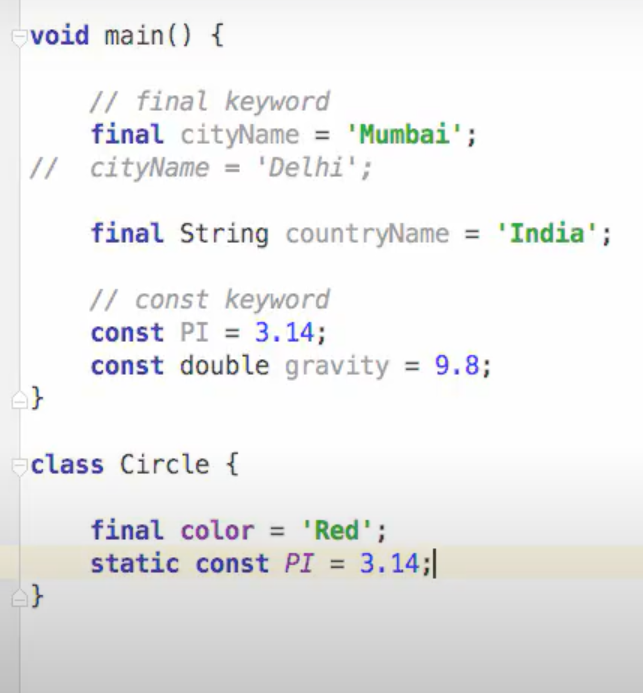 void main() {
// final keyword
final cityName = 'Mumbai';
//  cityName = 'Delhi';
final String countryName = 'India';
// const keyword
const PI = 3.14;
const double gravity = 9.8;
}
class Circle {
final color = 'Red';
static const PI = 3.14;
}